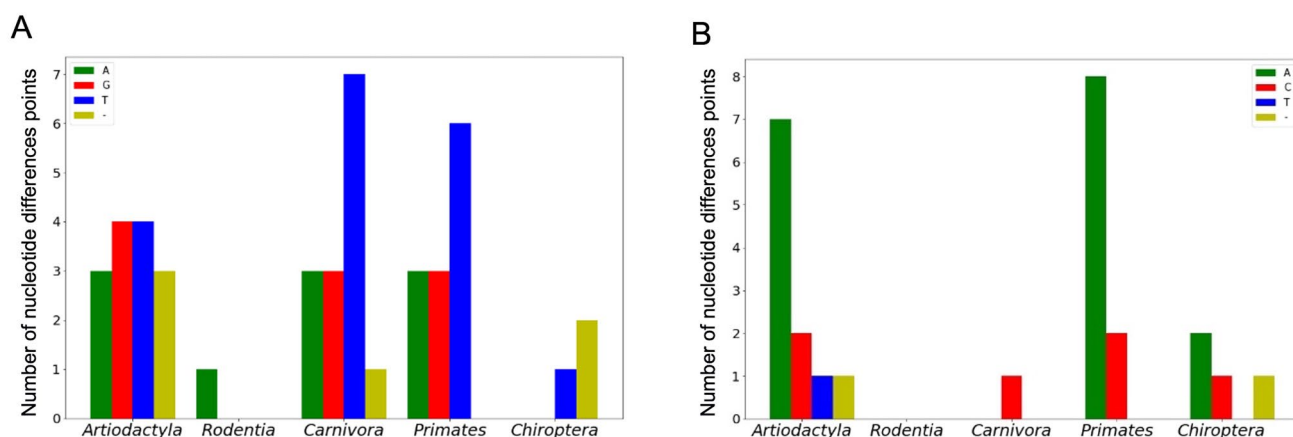 A
Number of nucleotide differences points
7
6
5
4
3
2
1
0
A
G
T
-
Artiodactyla Rodentia Carnivora Primates Chiroptera
B
Number of nucleotide differences points
8
7
6
5
4
3
2
1
0
A
C
T
-
Artiodactyla Rodentia Carnivora Primates Chiroptera